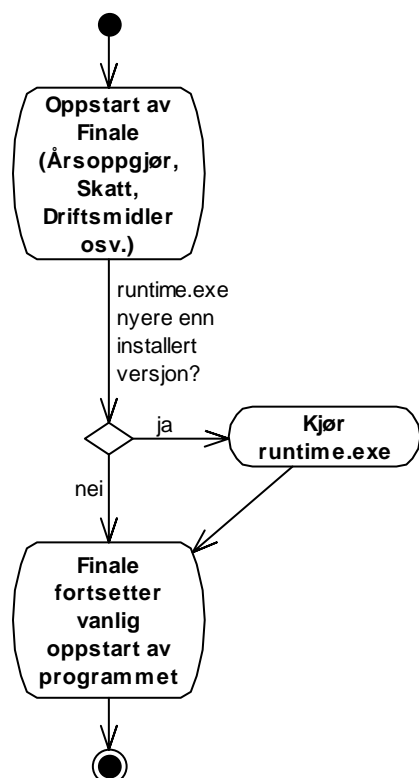 Oppstart av
Finale
(Årsoppgjør,
Skatt,
Driftsmidler
osv.)
runtime.exe
nyere enn
installert
versjon?
ja
Kjør
runtime.exe
nei
Finale
fortsetter
vanlig
oppstart av
programmet